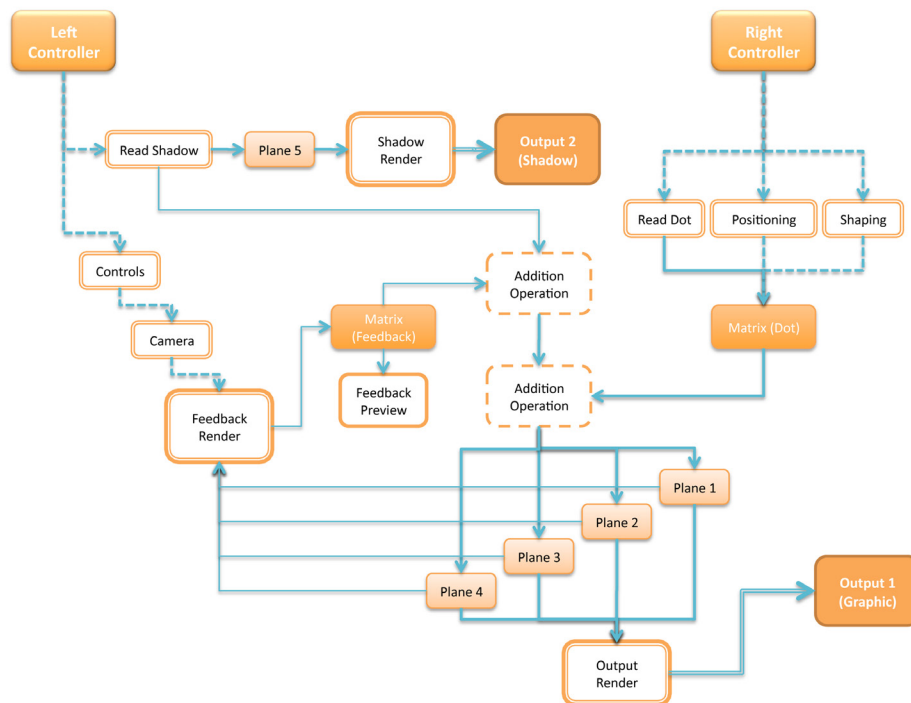 Left
Controller
Right
Controller
Read Shadow
Plane 5
Shadow
Render
Output 2
(Shadow)
Read Dot
Positioning
Shaping
Controls
Addition
Operation
Camera
Matrix
(Feedback)
Matrix (Dot)
Feedback
Preview
Addition
Operation
Feedback
Render
Plane 1
Plane 2
Plane 3
Plane 4
Output 1
(Graphic)
Output
Render